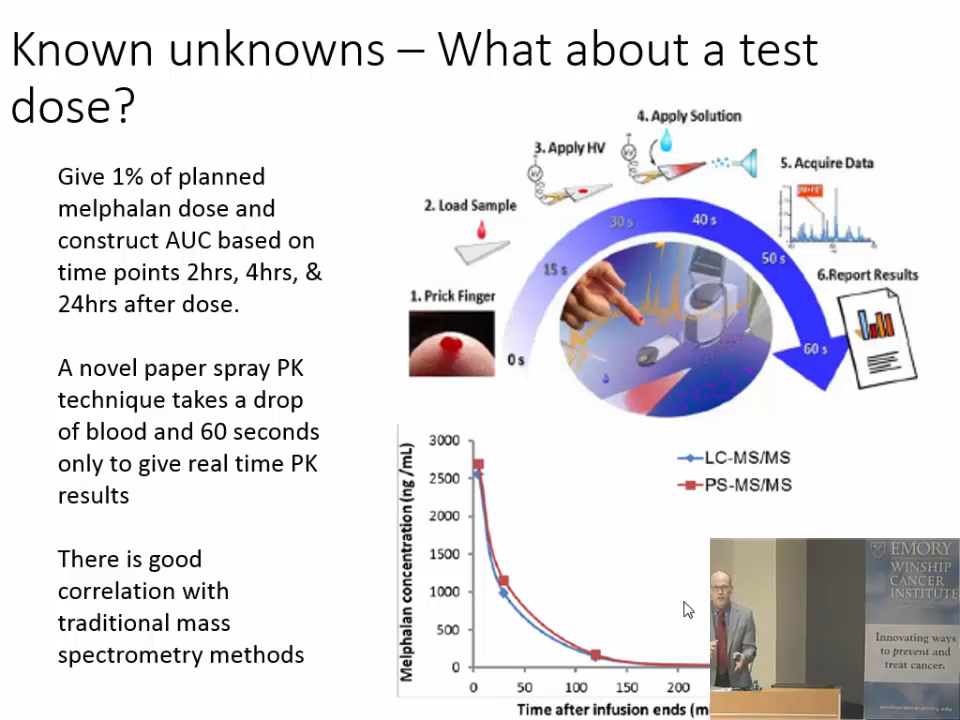 Known unknowns – What about a test
dose?
Give 1% of planned
melphalan dose and
construct AUC based on
time points 2hrs, 4hrs, &
24hrs after dose.
A novel paper spray PK
technique takes a drop
of blood and 60 seconds
only to give real time PK
results
There is good
correlation with
traditional mass
spectrometry methods
4. Apply Solution
3. Apply HV
5. Acquire Data
2. Load Sample
30 s
40 s
15 s
50 s
6.Report Results
1. Prick Finger
0 s
60 s
Melphalan concentration (ng /mL)
3000
2500
2000
1500
1000
500
0
LC-MS/MS
PS-MS/MS
0
50
100
150
200
Time after infusion ends (m
EMORY
WINSHIP
CANCER
INSTITUTE
Innovating ways
to prevent and
treat cancer.